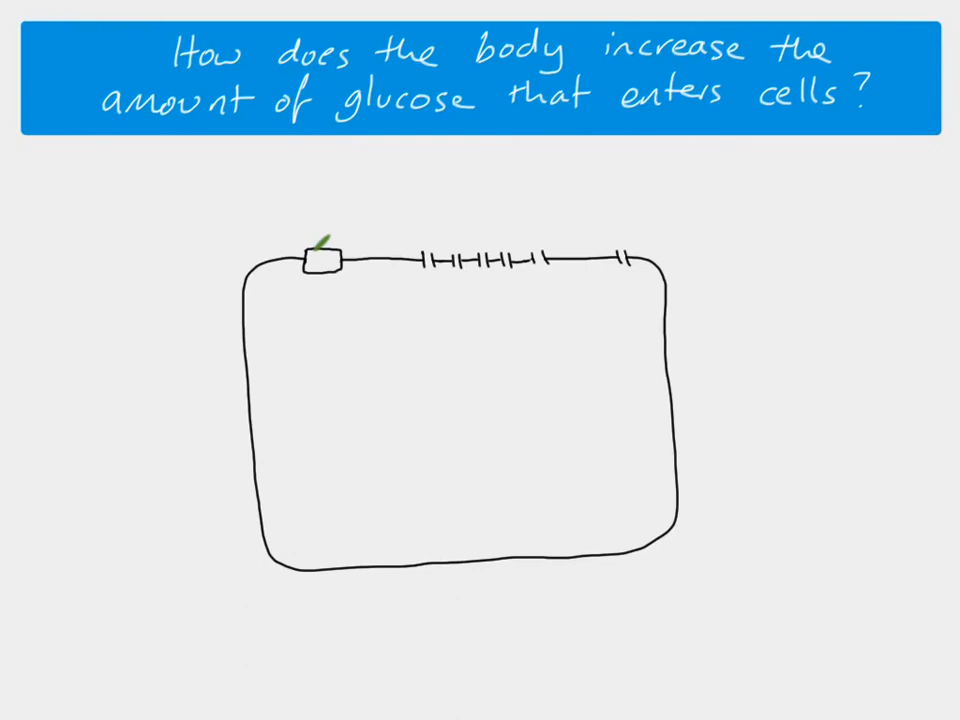 How does the body increase the
amount of glucose that enters cells?